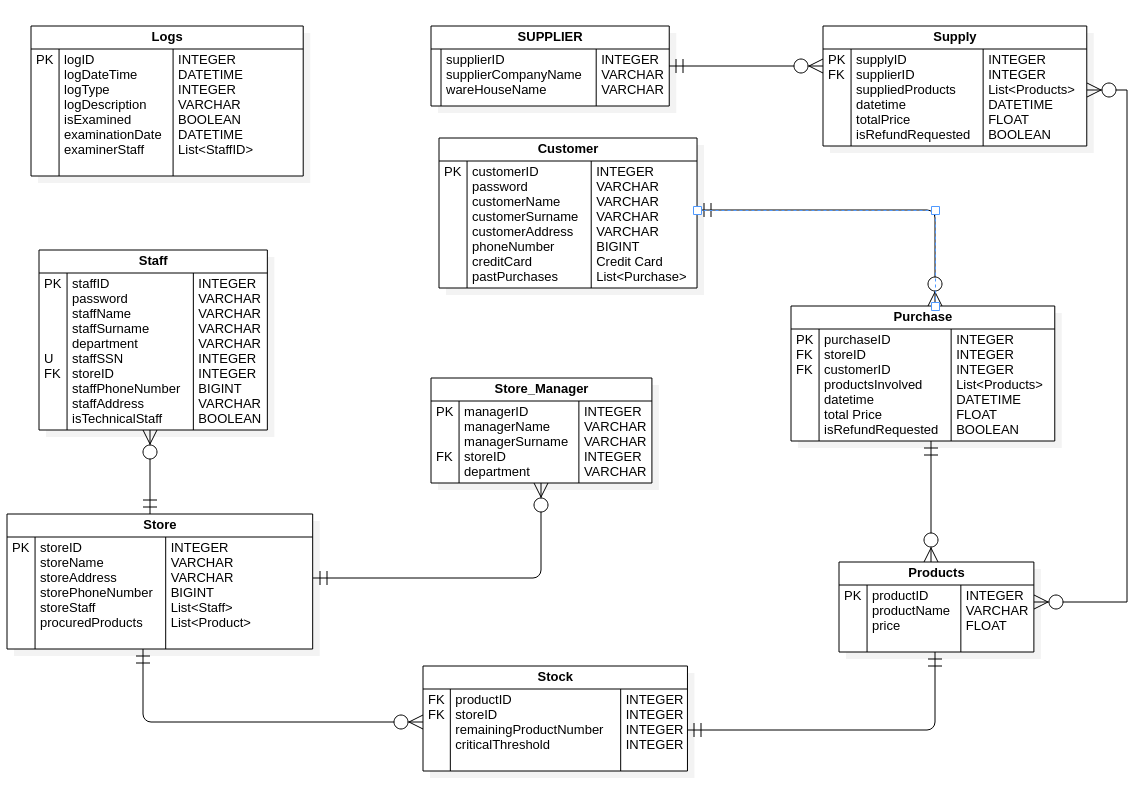 Logs
PK logID INTEGER
logDateTime DATETIME
logType INTEGER
logDescription VARCHAR
isExamined BOOLEAN
examinationDate DATETIME
examinerStaff List<StaffID>
SUPPLIER
supplierID INTEGER
supplierCompanyName VARCHAR
wareHouseName VARCHAR
Supply
PK supplyID INTEGER
FK supplierID INTEGER
suppliedProducts List<Products>
datetime DATETIME
totalPrice FLOAT
isRefundRequested BOOLEAN
Customer
PK customerID INTEGER
password VARCHAR
customerName VARCHAR
customerSurname VARCHAR
customerAddress VARCHAR
phoneNumber BIGINT
creditCard Credit Card
pastPurchases List<Purchase>
Staff
PK staffID INTEGER
password VARCHAR
staffName VARCHAR
staffSurname VARCHAR
department VARCHAR
U staffSSN INTEGER
FK storeID INTEGER
staffPhoneNumber BIGINT
staffAddress VARCHAR
isTechnicalStaff BOOLEAN
Purchase
PK purchaseID INTEGER
FK storeID INTEGER
FK customerID INTEGER
productsInvolved List<Products>
datetime DATETIME
total Price FLOAT
isRefundRequested BOOLEAN
Store_Manager
PK managerID INTEGER
managerName VARCHAR
managerSurname VARCHAR
FK storeID INTEGER
department VARCHAR
Store
PK storeID INTEGER
storeName VARCHAR
storeAddress VARCHAR
storePhoneNumber BIGINT
storeStaff List<Staff>
procuredProducts List<Product>
Products
PK productID INTEGER
productName VARCHAR
price FLOAT
Stock
FK productID INTEGER
FK storeID INTEGER
remainingProductNumber INTEGER
criticalThreshold INTEGER